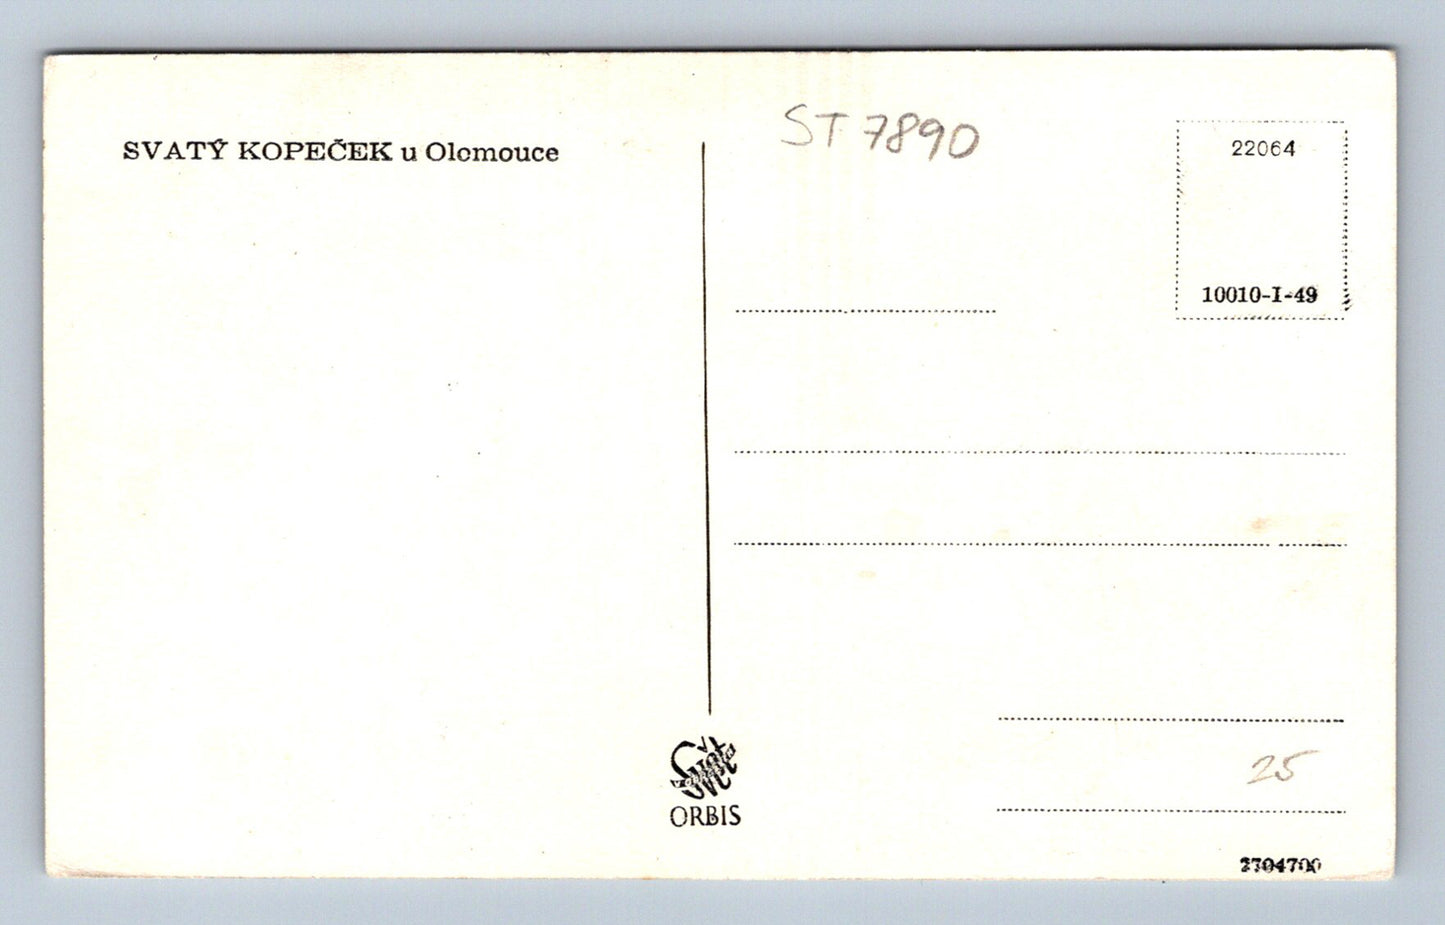 SVATÝ KOPEČEK u Olomouce
ST 7890
22064
10010-I-49
ORBIS
25